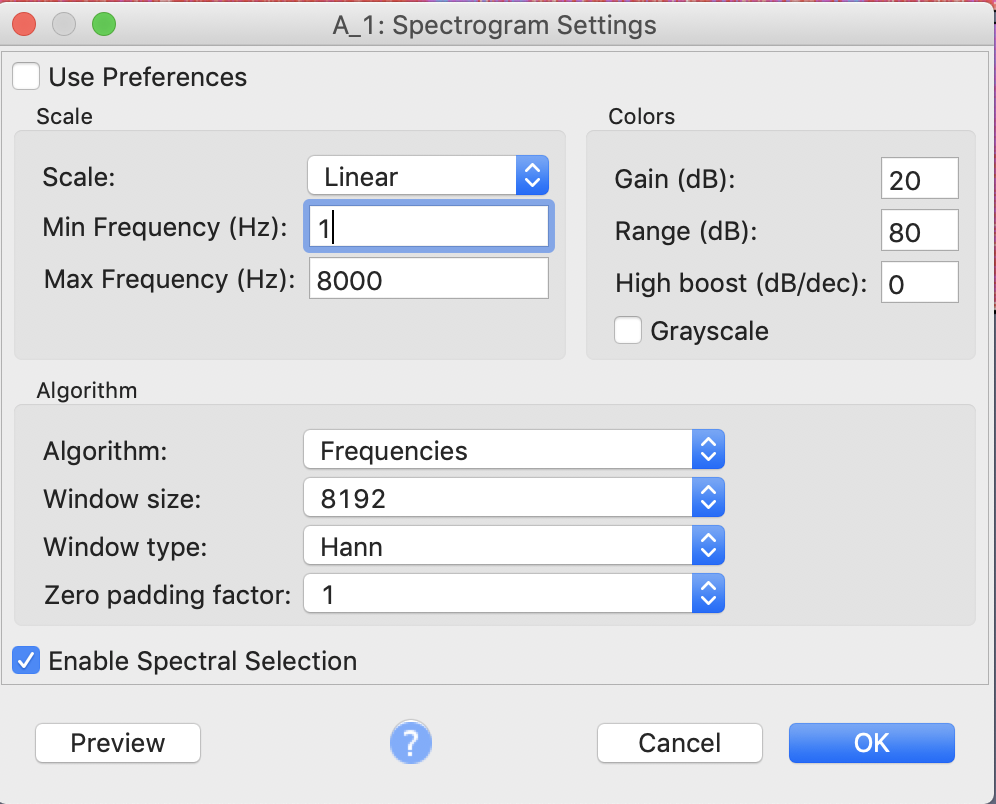 A_1: Spectrogram Settings
Use Preferences
Scale
Scale:
Linear
Min Frequency (Hz):
1
Max Frequency (Hz):
8000
Colors
Gain (dB):
20
Range (dB):
80
High boost (dB/dec):
0
Grayscale
Algorithm
Algorithm:
Frequencies
Window size:
8192
Window type:
Hann
Zero padding factor:
1
Enable Spectral Selection
Preview
?
Cancel
OK